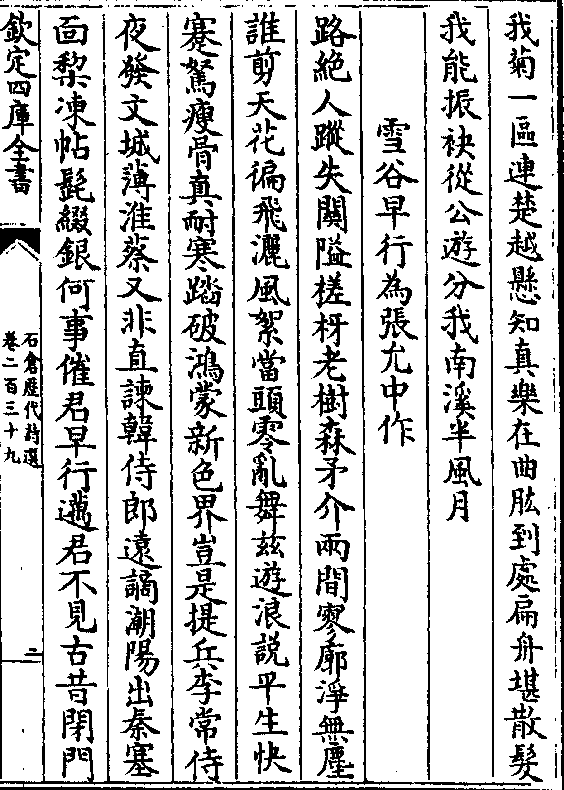 我菊一區連楚越懸知真樂在曲肱到處扁舟堪散髮
我能振袂從公遊分我南溪半風月
雪谷早行為張允中作
路絶人蹤失關隘槎枒老樹森矛介兩間寥廓淨無塵
誰剪天花徧飛灑風絮當頭零亂舞兹遊浪説平生快
蹇驽瘦骨真耐寒踏破鴻蒙新色界豈是提兵李常侍
夜發文城薄淮蔡又非直諫韓侍郎遠謫潮陽出秦塞
面棃凍帖髭綴銀何事催君早行邁君不見古昔閉門
欽定四庫全書
石倉歴代詩選
卷二百三十九
二